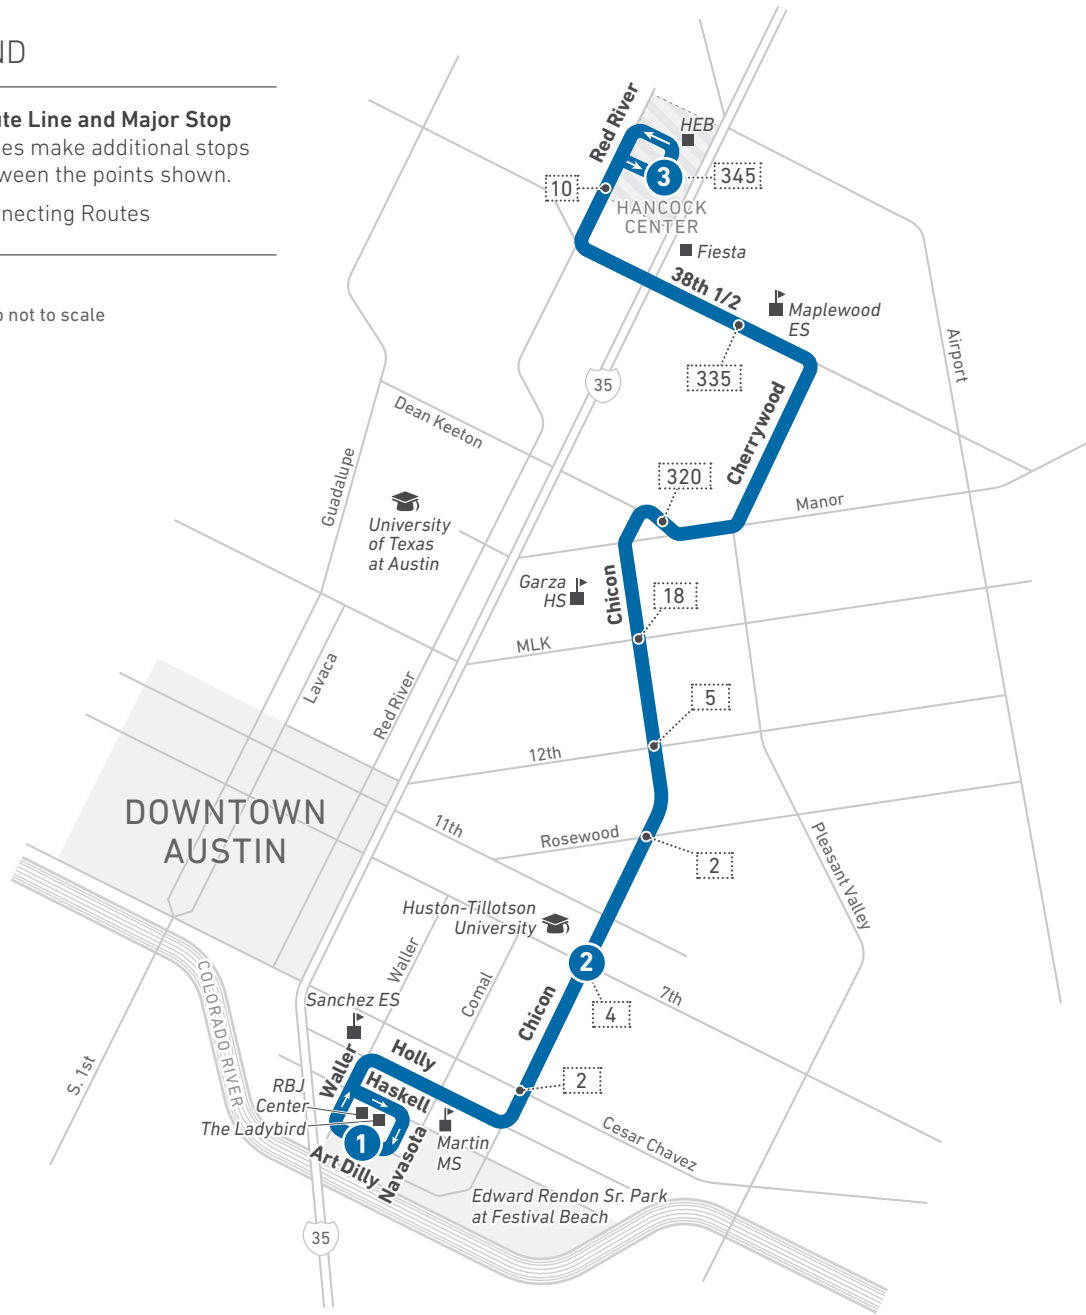 ND
ute Line and Major Stop
es make additional stops
tween the points shown.
nnecting Routes
p not to scale
Red River
HEB
3
345
10
HANCOCK
CENTER
Fiesta
38th 1/2
Maplewood
ES
Airport
335
35
Dean Keeton
Cherrywood
Guadalupe
320
Manor
University
of Texas
at Austin
Garza
HS
Chicon
18
MLK
Lavaca
Red River
5
12th
DOWNTOWN
AUSTIN
11th
Rosewood
2
Pleasant Valley
Huston-Tillotson
University
Waller
2
Comal
Chicon
4
7th
COLORADO RIVER
Sanchez ES
Holly
S. 1st
Waller
Haskell
2
RBJ
Center
The Ladybird
Cesar Chavez
1
Martin
MS
Art Dilly
Navasota
Edward Rendon Sr. Park
at Festival Beach
35